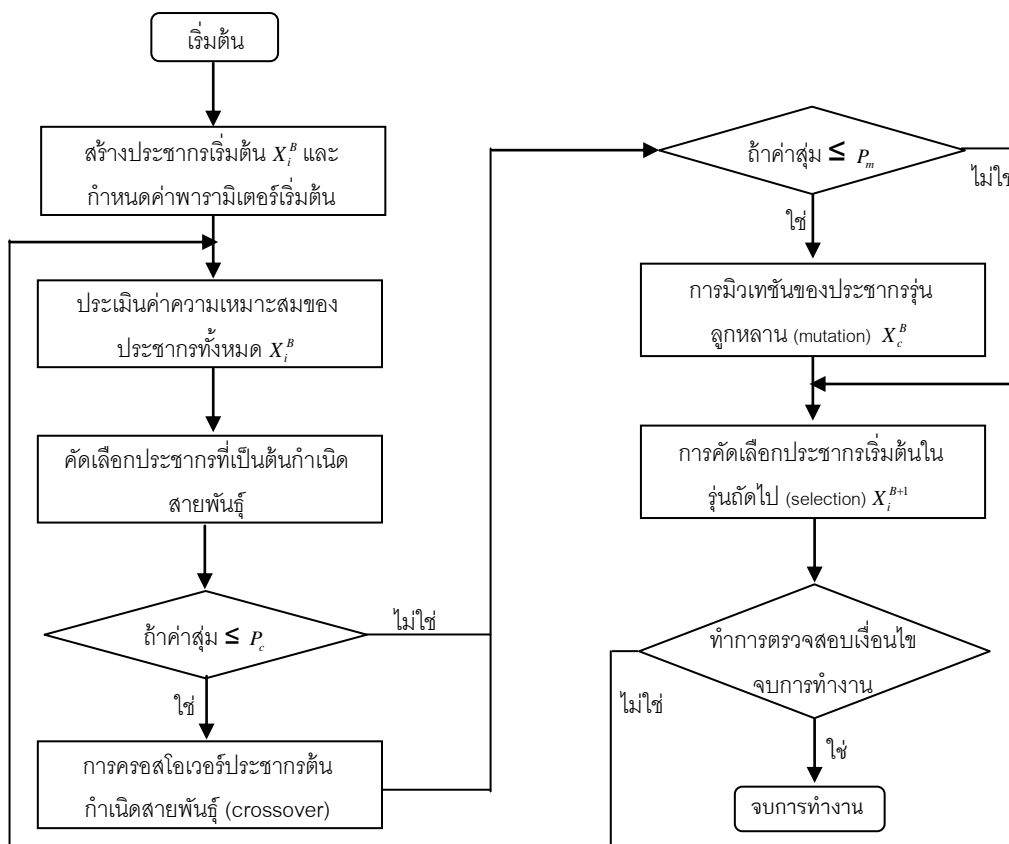 เริ่มต้น
สร้างประชากรเริ่มต้น X_i^B และ
กำหนดค่าพารามิเตอร์เริ่มต้น
ประเมินค่าความเหมาะสมของ
ประชากรทั้งหมด X_i^B
คัดเลือกประชากรที่เป็นต้นกำเนิด
สายพันธุ์
ถ้าค่าสุ่ม ≤ P_c
ไม่ใช่
ใช่
การครอสโอเวอร์ประชากรต้น
กำเนิดสายพันธุ์ (crossover)
ถ้าค่าสุ่ม ≤ P_m
ไม่ใช่
ใช่
การมิวเทชันของประชากรรุ่น
ลูกหลาน (mutation) X_c^B
การคัดเลือกประชากรเริ่มต้นใน
รุ่นถัดไป (selection) X_i^{B+1}
ทำการตรวจสอบเงื่อนไข
จบการทำงาน
ไม่ใช่
ใช่
จบการทำงาน